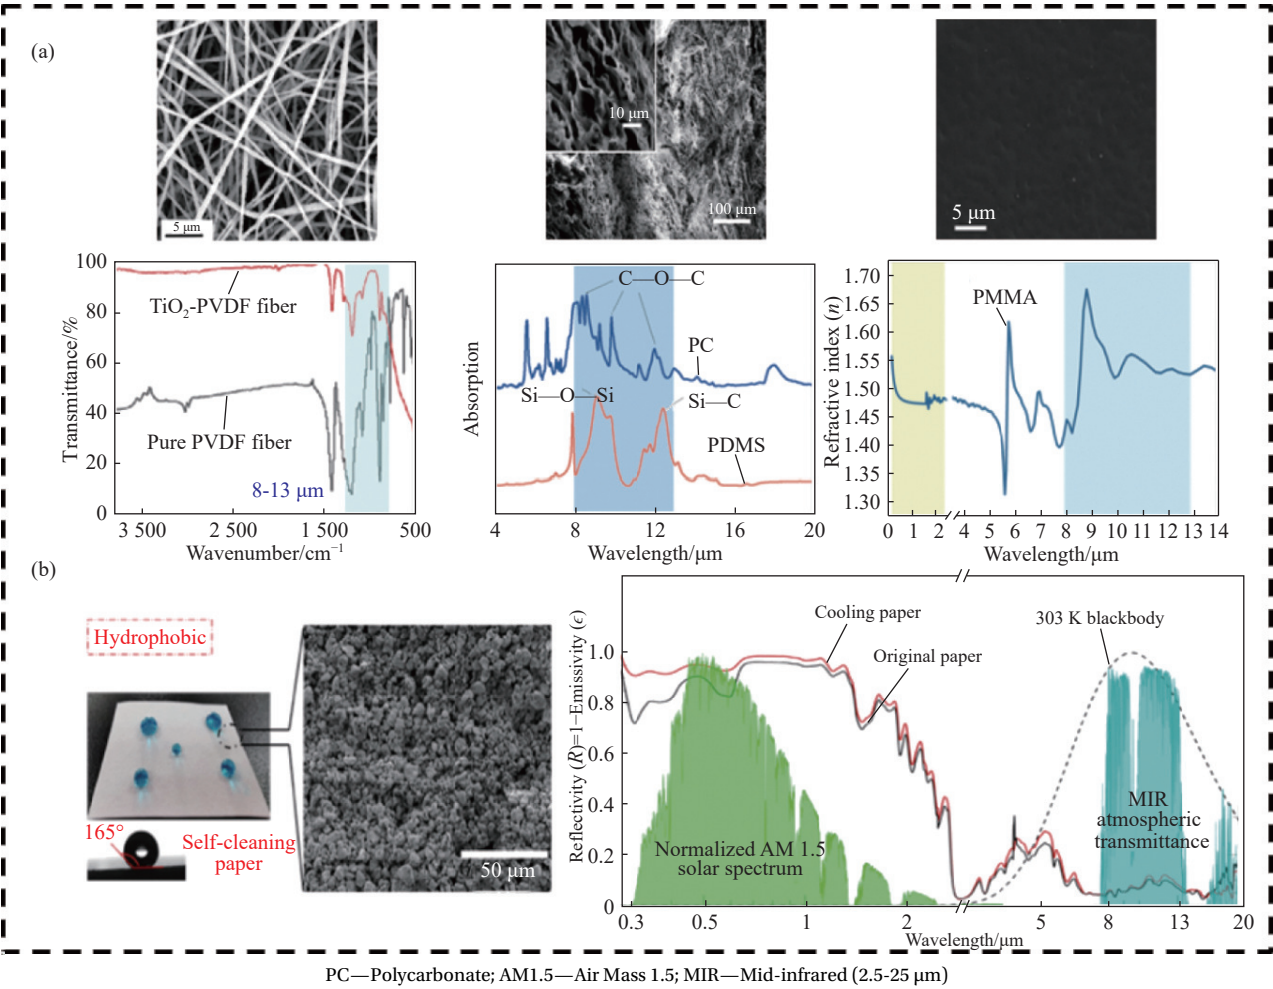 (a)
5 μm
10 μm
100 μm
5 μm
100
80
60
40
20
0
Transmittance/%
TiO2-PVDF fiber
Pure PVDF fiber
8-13 μm
3 500
2 500
1 500
500
Wavenumber/cm−1
Absorption
C—O—C
PC
Si—O—Si
Si—C
PDMS
4
8
12
16
20
Wavelength/μm
Refractive index (n)
1.70
1.65
1.60
1.55
1.50
1.45
1.40
1.35
1.30
PMMA
0
1
2
4
5
6
7
8
9
10
11
12
13
14
Wavelength/μm
(b)
Hydrophobic
165°
Self-cleaning
paper
50 μm
Reflectivity (R)=1−Emissivity (ϵ)
1.0
0.8
0.6
0.4
0.2
0
Cooling paper
Original paper
303 K blackbody
Normalized AM 1.5
solar spectrum
MIR
atmospheric
transmittance
0.3
0.5
1
2
5
8
13
20
Wavelength/μm
PC—Polycarbonate; AM1.5—Air Mass 1.5; MIR—Mid-infrared (2.5-25 μm)